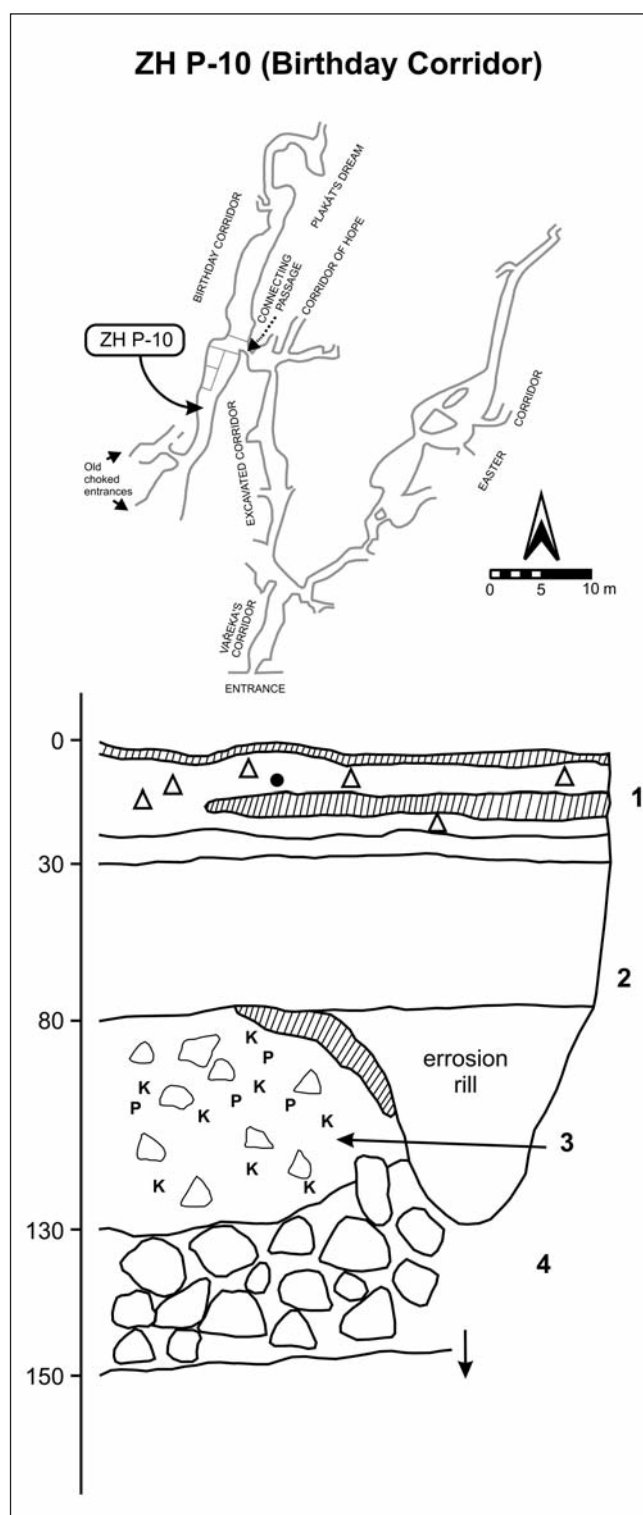 ZH P-10 (Birthday Corridor)
PLAKÁT'S DREAM
BIRTHDAY CORRIDOR
CORRIDOR OF HOPE
CONNECTING
PASSAGE
ZH P-10
Old
choked
entrances
EXCAVATED CORRIDOR
EASTER
CORRIDOR
VAŘEKA'S
CORRIDOR
0 5 10 m
ENTRANCE
0
1
30
2
80
K
P
K
K P P
P K K
errosion
rill
3
K
K K
130
4
150